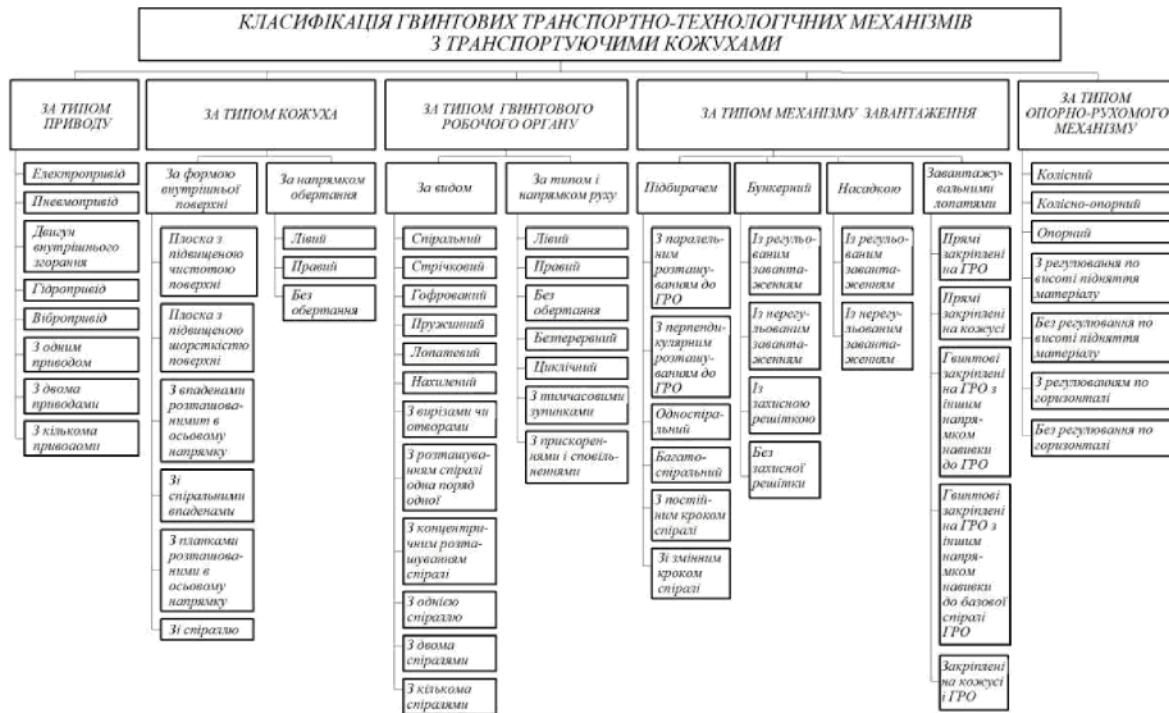 КЛАСИФІКАЦІЯ ГВИНТОВИХ ТРАНСПОРТНО-ТЕХНОЛОГІЧНИХ МЕХАНІЗМІВ
З ТРАНСПОРТУЮЧИМИ КОЖУХАМИ
ЗА ТИПОМ
ПРИВОДУ
Електропривід
Пневмопривід
Двигун
внутрішнього
згорання
Гідропривід
Вібропривід
З одним
приводом
З двома
приводами
З кількома
приводами
ЗА ТИПОМ КОЖУХА
За формою
внутрішньої
поверхні
Плоска з
підвищеною
чистотою
поверхні
Плоска з
підвищеною
шорсткістю
поверхні
З впаденами
розташова-
нимит в
осьовому
напрямку
Зі
спіральними
впаденами
З планками
розташова-
ними в
осьовому
напрямку
Зі спіраллю
За напрямком
обертання
Лівий
Правий
Без
обертання
ЗА ТИПОМ ГВИНТОВОГО
РОБОЧОГО ОРГАНУ
За видом
Спіральний
Стрічковий
Гофрований
Пружинний
Лопатевий
Нахилений
З вирізами чи
отворами
З розташува-
нням спіралі
одна поряд
одної
З концентри-
чним розта-
шуванням
спіралі
З однією
спіраллю
З двома
спіралями
З кількома
спіралями
За типом і
напрямком руху
Лівий
Правий
Без
обертання
Безперервний
Циклічний
З тимчасовими
зупинками
З прискорен-
нями і сповіль-
неннями
ЗА ТИПОМ МЕХАНІЗМУ ЗАВАНТАЖЕННЯ
Підбирачем
З паралель-
ним
розташу-
ванням до
ГРО
З перпенди-
кулярним
розташу-
ванням до
ГРО
Односпі-
ральний
Багато-
спіральний
З постій-
ним кроком
спіралі
Зі змінним
кроком
спіралі
Бункерний
Із регульо-
ваним
заванта-
женням
Із нерегу-
льованим
заванта-
женням
Із
захисною
решіткою
Без
захисної
решітки
Насадкою
Із регульо-
ваним
заванта-
женням
Із нерегу-
льованим
заванта-
женням
Завантажу-
вальними
лопатями
Прямі
закріплені
на ГРО
Прямі
закріплені
на кожусі
Гвинтові
закріплені
на ГРО з
іншим
напря-
мком
навивки
до ГРО
Гвинтові
закріплені
на ГРО з
іншим
напря-
мком
навивки
до базової
спіралі
ГРО
Закріплені
на кожусі
і ГРО
ЗА ТИПОМ
ОПОРНО-РУХОМОГО
МЕХАНІЗМУ
Колісний
Колісно-опорний
Опорний
З регулювання по
висоті підняття
матеріалу
Без регулювання по
висоті підняття
матеріалу
З регулюванням по
горизонталі
Без регулювання по
горизонталі